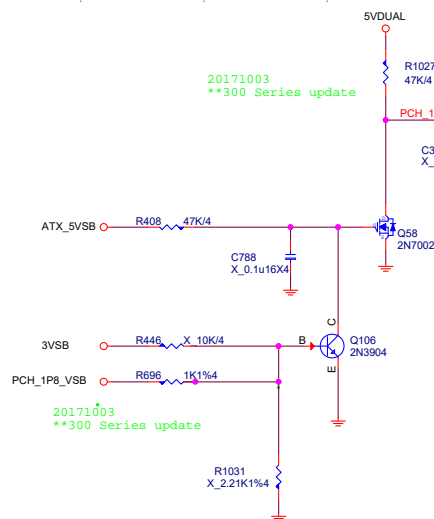 5VDUAL
R1027
47K/4
20171003
**300 Series update
PCH_1
C3
X_
ATX_5VSB
R408
47K/4
Q58
2N7002
C788
X_0.1u16X4
C
3VSB
R446
X_10K/4
B
Q106
2N3904
E
PCH_1P8_VSB
R696
1K1%4
20171003
**300 Series update
R1031
X_2.21K1%4